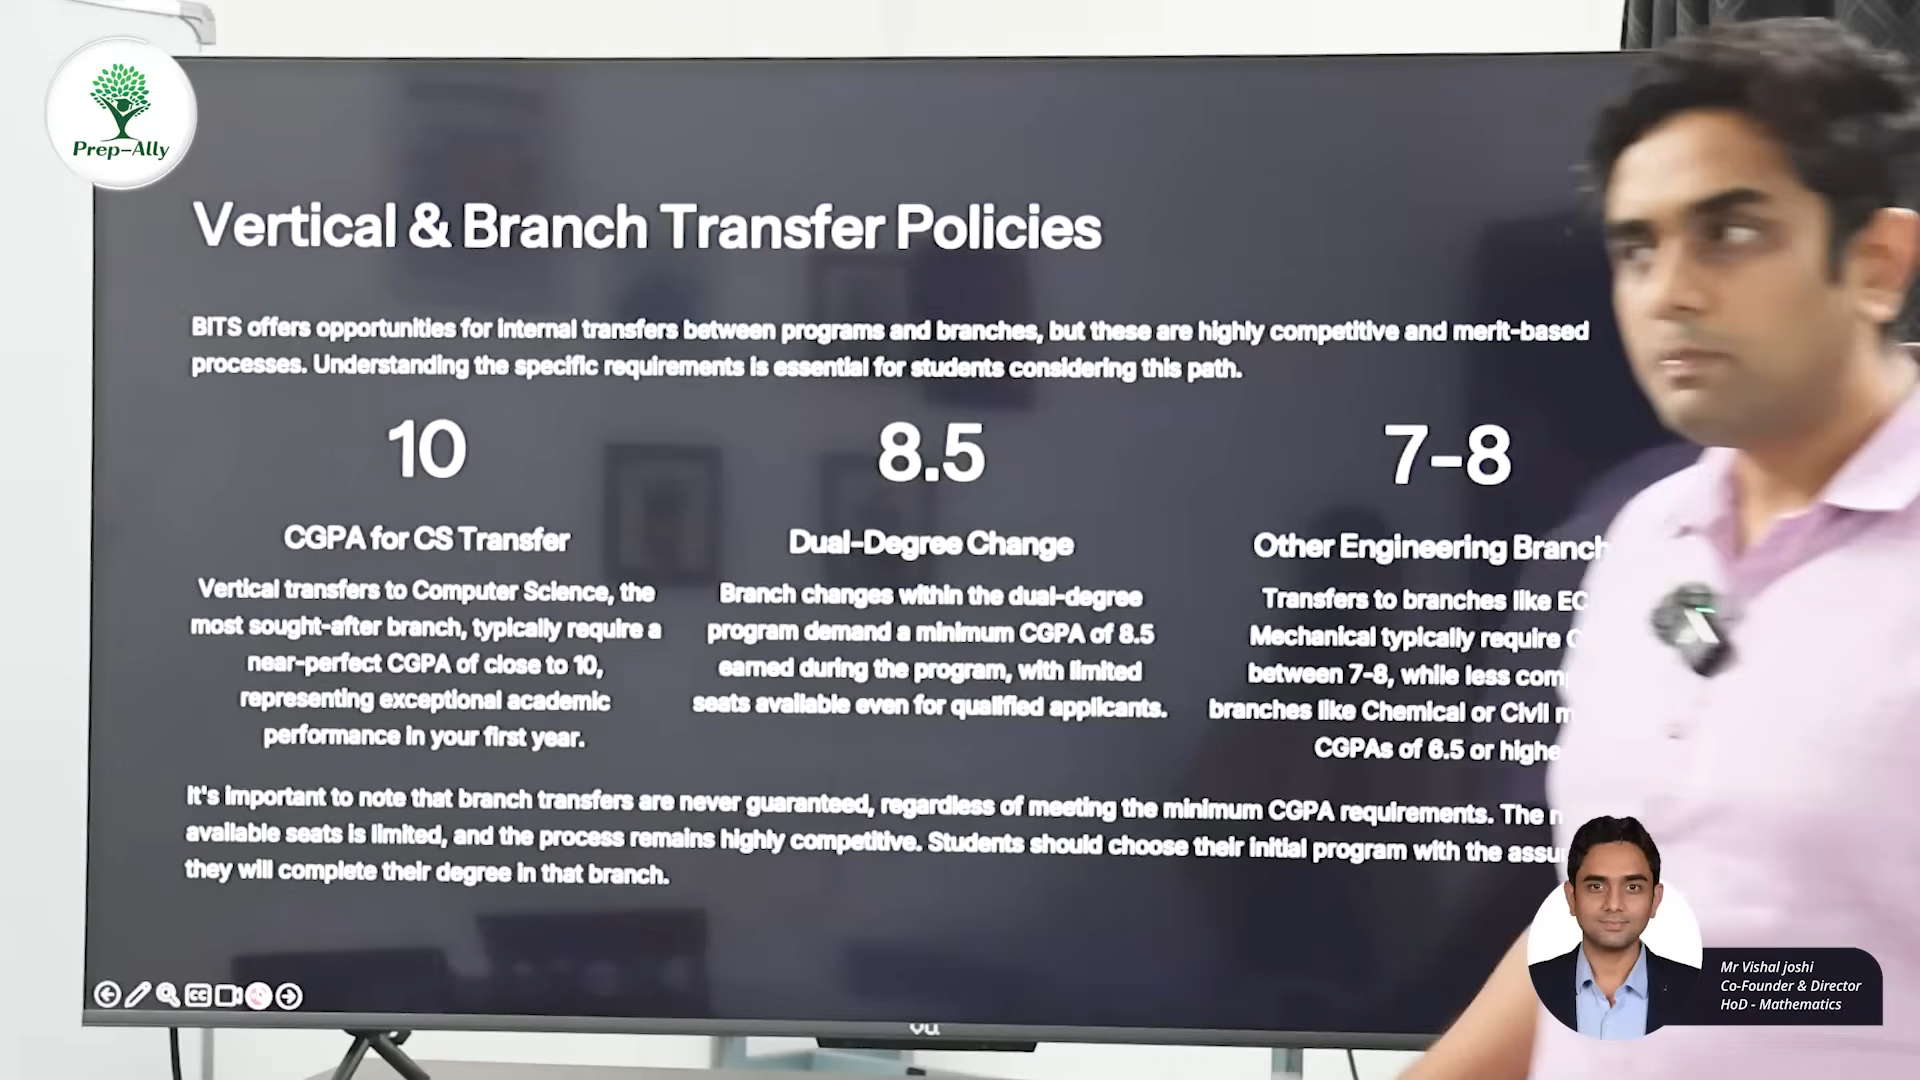 Prep-Ally
Vertical & Branch Transfer Policies
BITS offers opportunities for internal transfers between programs and branches, but these are highly competitive and merit-based
processes. Understanding the specific requirements is essential for students considering this path.
10
CGPA for CS Transfer
Vertical transfers to Computer Science, the
most sought-after branch, typically require a
near-perfect CGPA of close to 10,
representing exceptional academic
performance in your first year.
8.5
Dual-Degree Change
Branch changes within the dual-degree
program demand a minimum CGPA of 8.5
earned during the program, with limited
seats available even for qualified applicants.
7-8
Other Engineering Branch
Transfers to branches like EC
Mechanical typically require
between 7-8, while less com
branches like Chemical or Civil m
CGPAs of 6.5 or highe
It's important to note that branch transfers are never guaranteed, regardless of meeting the minimum CGPA requirements. The n
available seats is limited, and the process remains highly competitive. Students should choose their initial program with the assu
they will complete their degree in that branch.
CC
Mr Vishal joshi
Co-Founder & Director
HoD - Mathematics